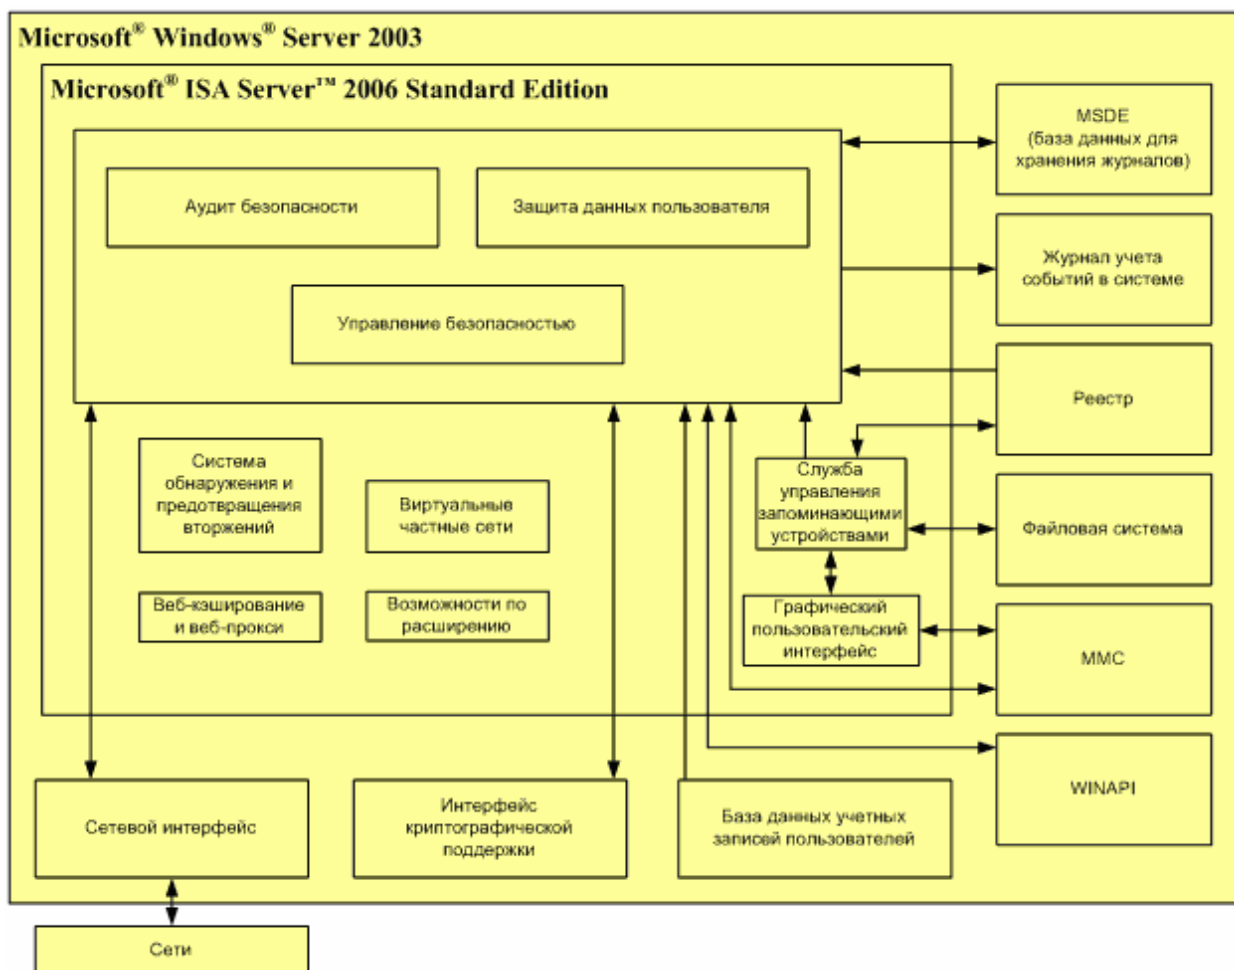 Microsoft® Windows® Server 2003
Microsoft® ISA Server™ 2006 Standard Edition
MSDE
(база данных для
хранения журналов)
Аудит безопасности
Защита данных пользователя
Журнал учета
событий в системе
Управление безопасностью
Реестр
Система
обнаружения и
предотвращения
вторжений
Виртуальные
частные сети
Служба
управления
запоминающими
устройствами
Файловая система
Веб-кэширование
и веб-прокси
Возможности по
расширению
Графический
пользовательский
интерфейс
MMC
WINAPI
Сетевой интерфейс
Интерфейс
криптографической
поддержки
База данных учетных
записей пользователей
Сети